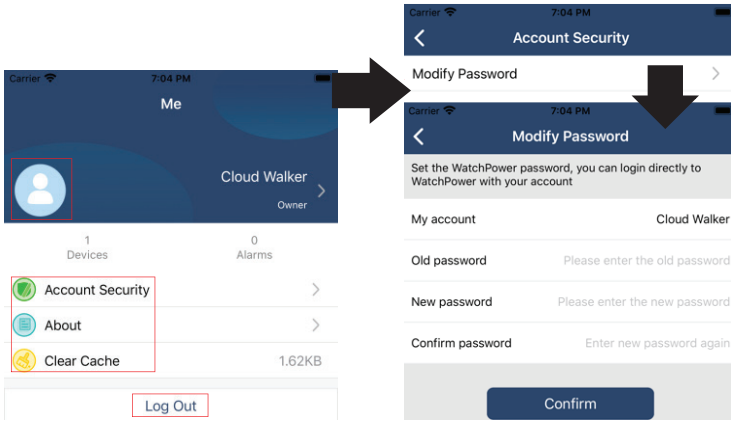 Carrier 7:04 PM
Me
Cloud Walker
Owner
1 0
Devices Alarms
Account Security
About
Clear Cache 1.62KB
Log Out
Carrier 7:04 PM
Account Security
Modify Password
Carrier 7:04 PM
Modify Password
Set the WatchPower password, you can login directly to
WatchPower with your account
My account Cloud Walker
Old password Please enter the old password
New password Please enter the new password
Confirm password Enter new password again
Confirm